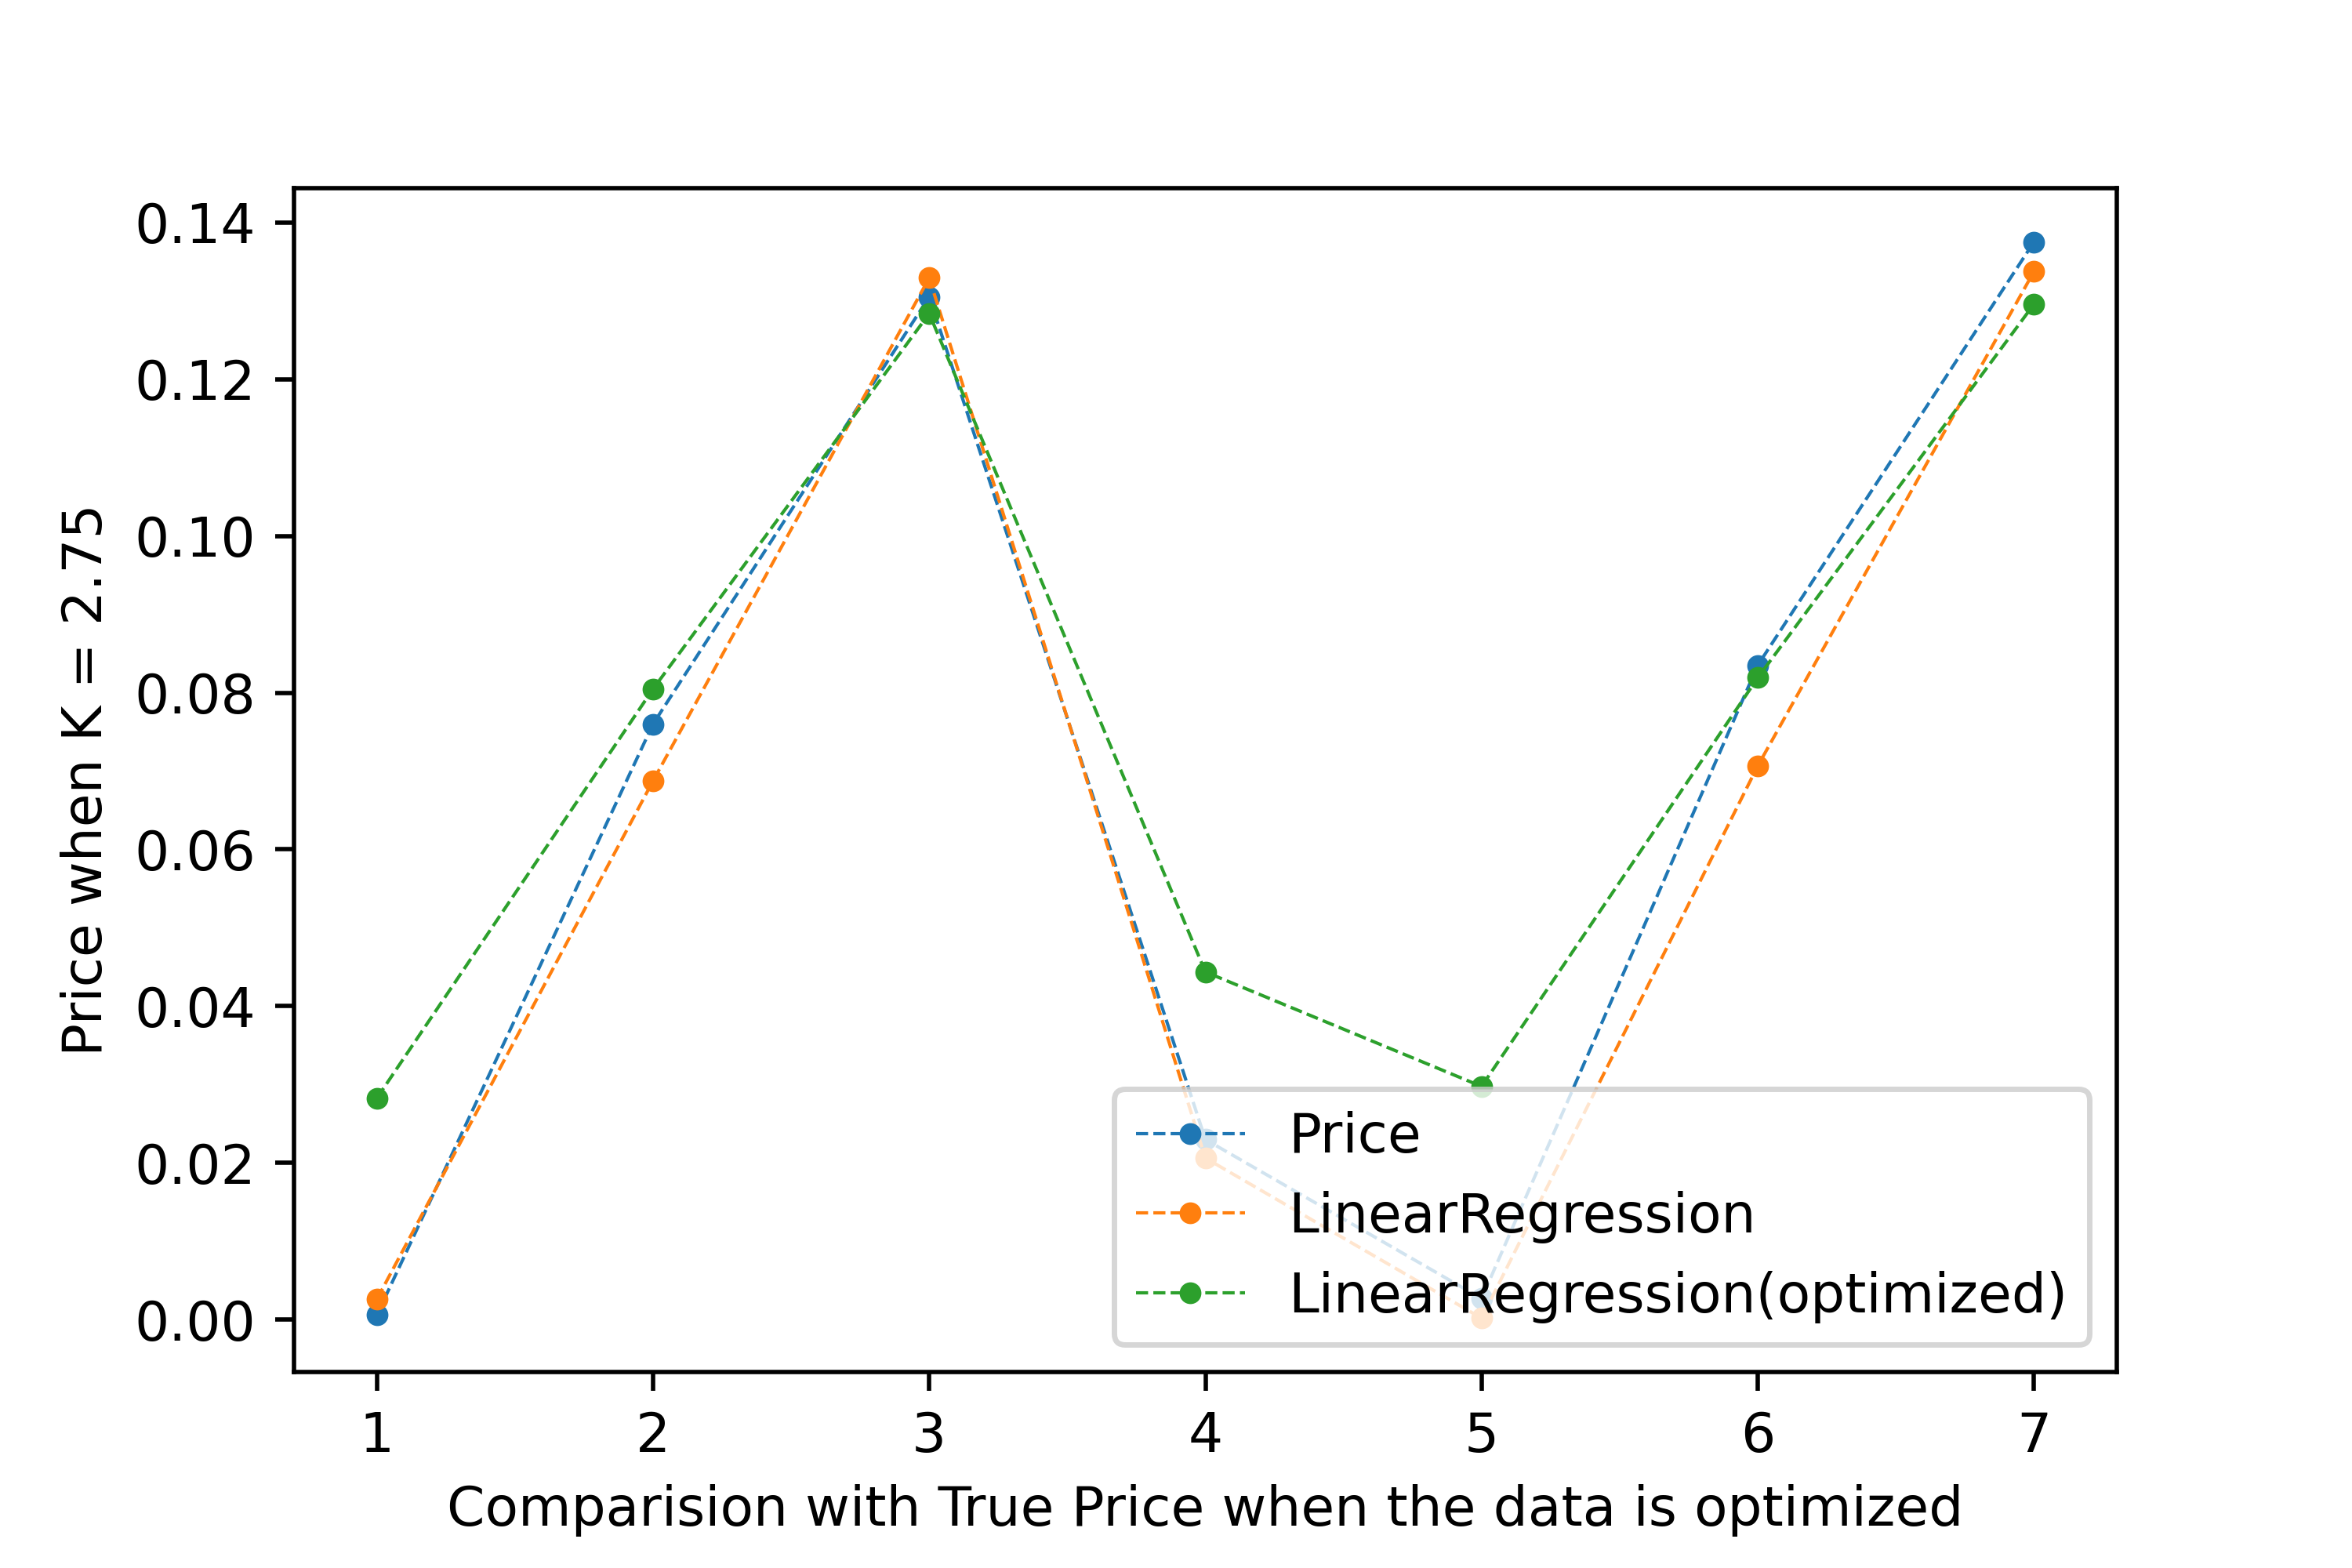 0.14
0.12
0.10
0.08
0.06
0.04
0.02
0.00
Price when K = 2.75
Price
LinearRegression
LinearRegression(optimized)
1 2 3 4 5 6 7
Comparision with True Price when the data is optimized